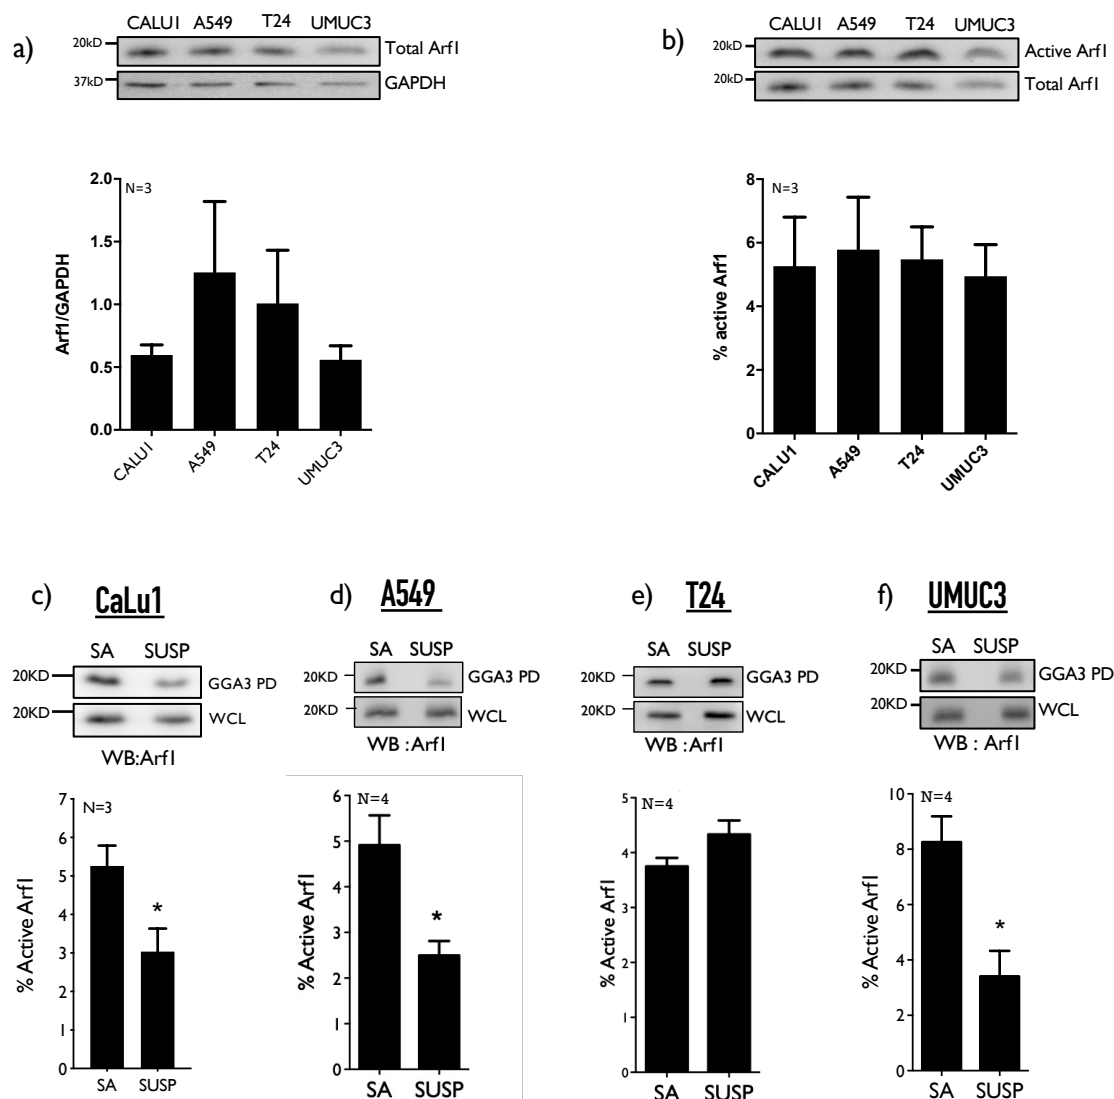 a)
CALU1 A549 T24 UMUC3
20kD Total Arf1
37kD GAPDH
2.0
1.5
1.0
0.5
0.0
N=3
Arf1/GAPDH
CALU1 A549 T24 UMUC3
b)
CALU1 A549 T24 UMUC3
20kD Active Arf1
20kD Total Arf1
8
6
4
2
0
N=3
% active Arf1
CALU1 A549 T24 UMUC3
c) CaLu1
SA SUSP
20KD GGA3 PD
20KD WCL
WB:Arf1
7
6
5
4
3
2
1
0
N=3
% Active Arf1
*
SA SUSP
d) A549
SA SUSP
20KD GGA3 PD
20KD WCL
WB : Arf1
6
5
4
3
2
1
0
N=4
% Active Arf1
*
SA SUSP
e) T24
SA SUSP
20KD GGA3 PD
20KD WCL
WB : Arf1
5
4
3
2
1
0
N=4
% Active Arf1
SA SUSP
f) UMUC3
SA SUSP
20KD GGA3 PD
20KD WCL
WB : Arf1
10
8
6
4
2
0
N=4
% Active Arf1
*
SA SUSP